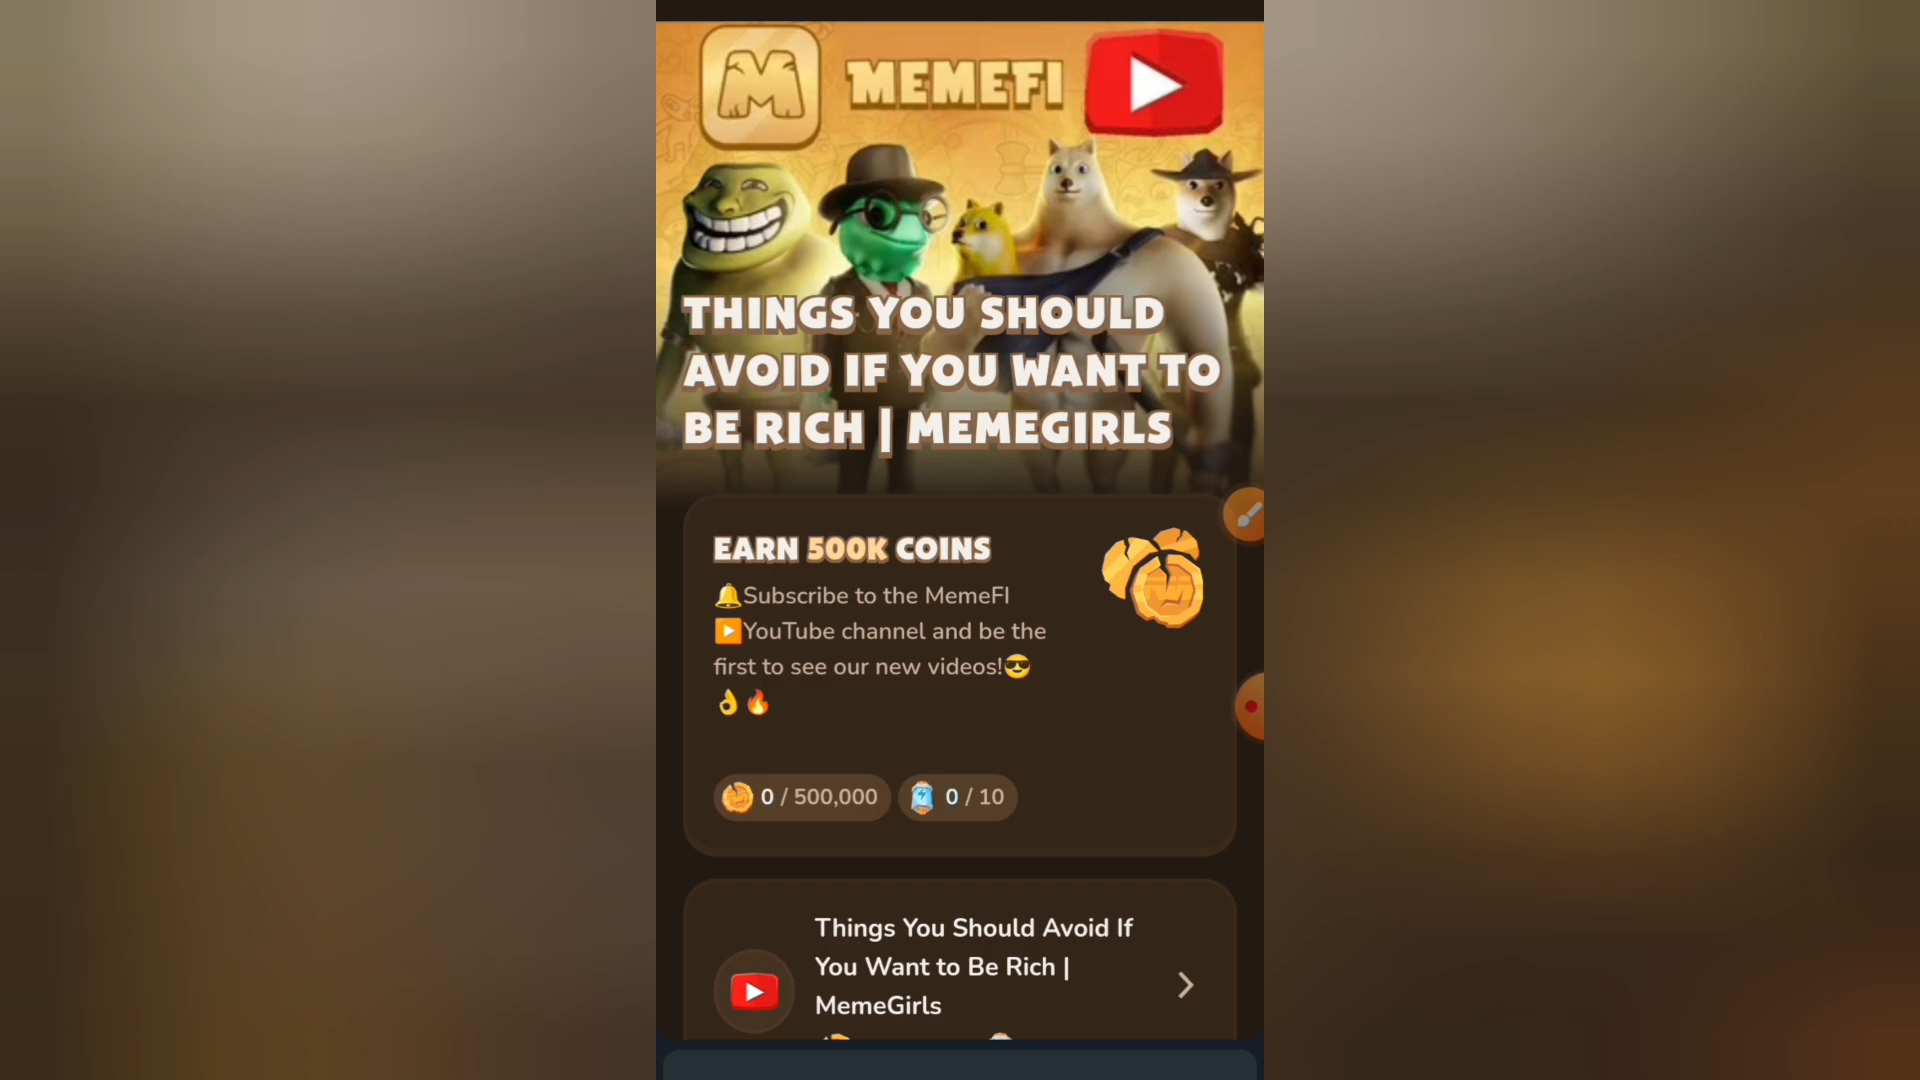 M MEMEFI
THINGS YOU SHOULD
AVOID IF YOU WANT TO
BE RICH | MEMEGIRLS
EARN 500K COINS
🔔Subscribe to the MemeFI
▶️YouTube channel and be the
first to see our new videos!😎
👌🔥
0 / 500,000 0 / 10
Things You Should Avoid If
You Want to Be Rich |
MemeGirls